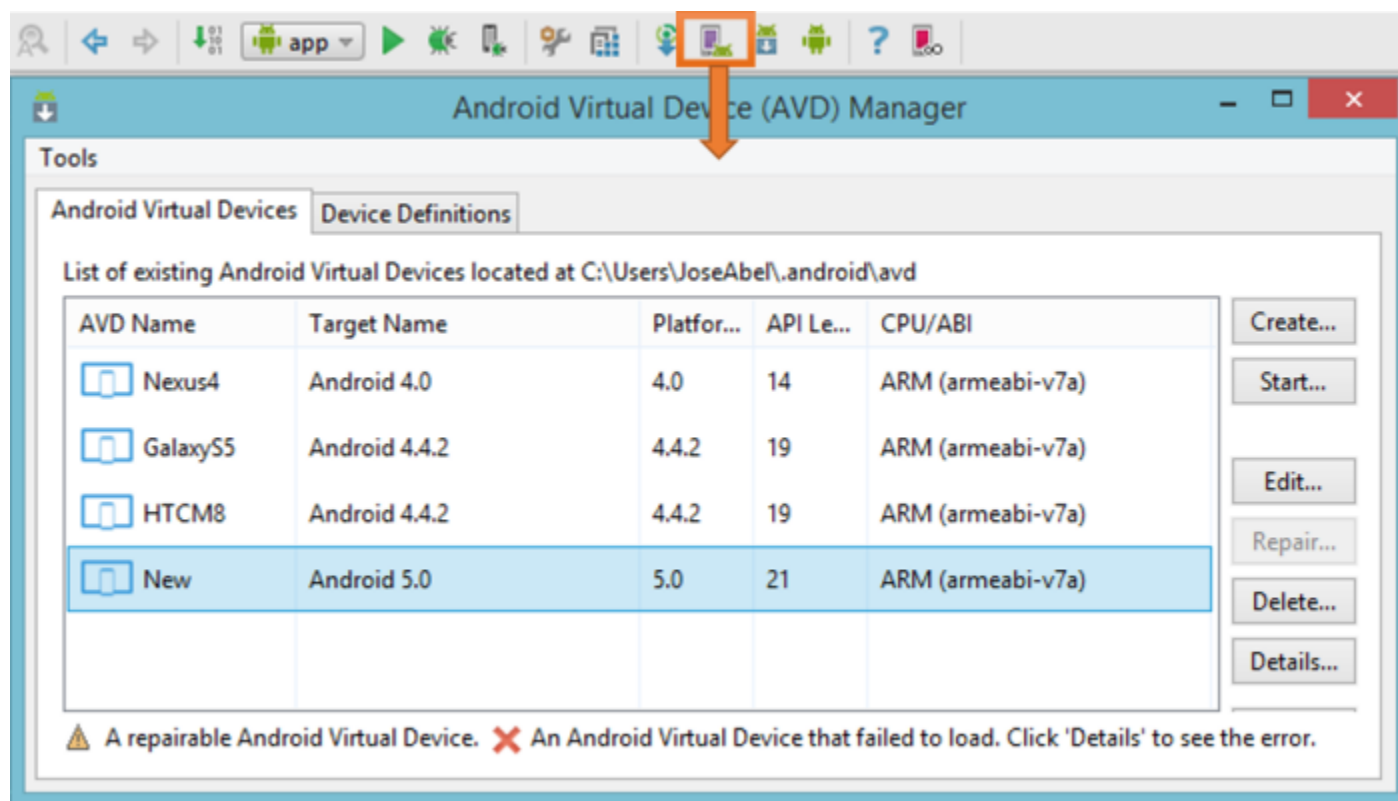 app
?
Android Virtual Device (AVD) Manager
Tools
Android Virtual Devices Device Definitions
List of existing Android Virtual Devices located at C:\Users\JoseAbel\.android\avd
AVD Name Target Name Platfor... API Le... CPU/ABI
Create...
Nexus4 Android 4.0 4.0 14 ARM (armeabi-v7a)
Start...
GalaxyS5 Android 4.4.2 4.4.2 19 ARM (armeabi-v7a)
Edit...
HTCM8 Android 4.4.2 4.4.2 19 ARM (armeabi-v7a)
Repair...
New Android 5.0 5.0 21 ARM (armeabi-v7a)
Delete...
Details...
A repairable Android Virtual Device. An Android Virtual Device that failed to load. Click 'Details' to see the error.